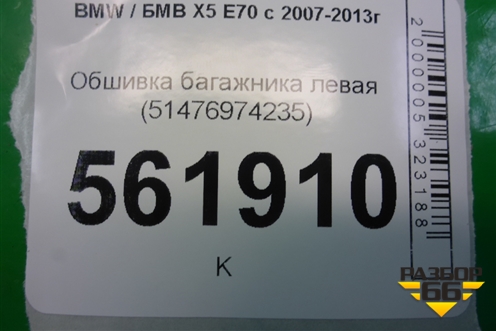 BMW / БМВ X5 E70 с 2007-2013г
Обшивка багажника левая
(51476974235)
561910
К
2000005323188
РАЗБОР
66